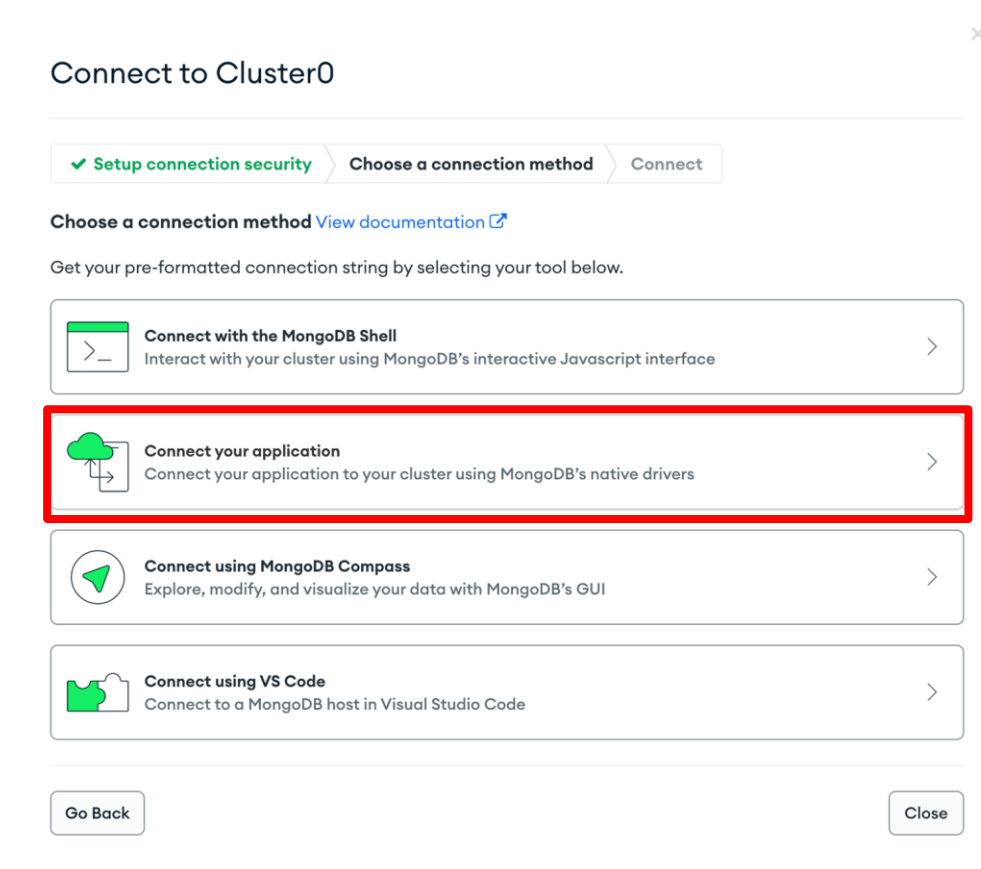 Connect to Cluster0
Setup connection security
Choose a connection method
Connect
Choose a connection method View documentation
Get your pre-formatted connection string by selecting your tool below.
Connect with the MongoDB Shell
Interact with your cluster using MongoDB's interactive Javascript interface
Connect your application
Connect your application to your cluster using MongoDB's native drivers
Connect using MongoDB Compass
Explore, modify, and visualize your data with MongoDB's GUI
Connect using VS Code
Connect to a MongoDB host in Visual Studio Code
Go Back
Close